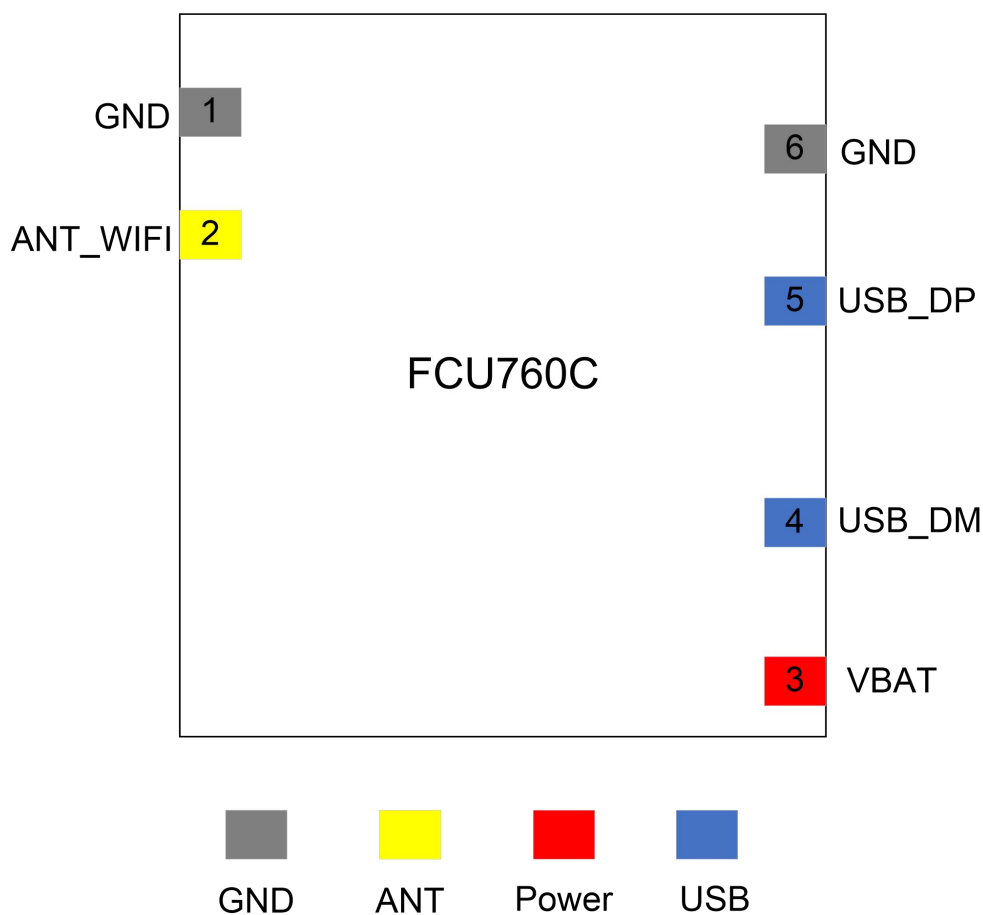 GND 1
6 GND
ANT_WIFI 2
5 USB_DP
FCU760C
4 USB_DM
3 VBAT
GND ANT Power USB